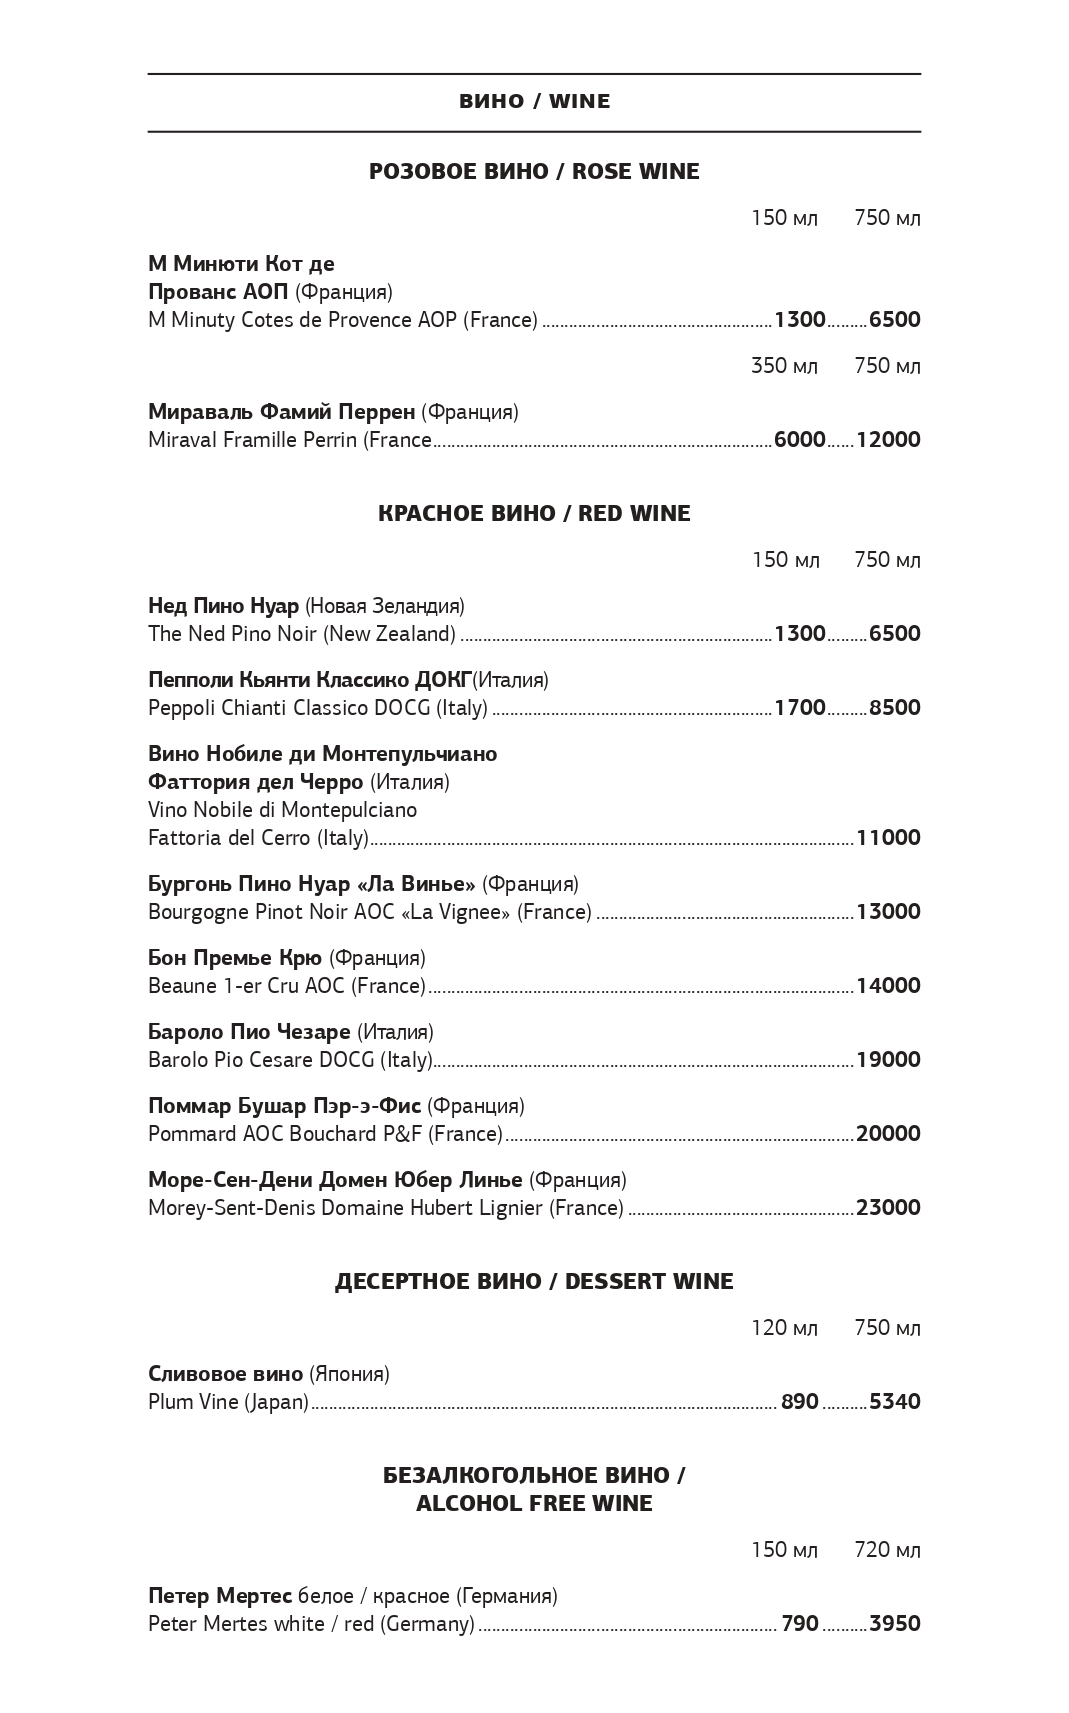 ВИНО / WINE
РОЗОВОЕ ВИНО / ROSE WINE
150 мл 750 мл
М Минюти Кот де
Прованс АОП (Франция)
M Minuty Cotes de Provence AOP (France) ........ 1300 ........ 6500
350 мл 750 мл
Мираваль Фамий Перрен (Франция)
Miraval Framille Perrin (France ........ 6000 ...... 12000
КРАСНОЕ ВИНО / RED WINE
150 мл 750 мл
Нед Пино Нуар (Новая Зеландия)
The Ned Pino Noir (New Zealand) ........ 1300 ........ 6500
Пепполи Кьянти Классико ДОКГ(Италия)
Peppoli Chianti Classico DOCG (Italy) ........ 1700 ........ 8500
Вино Нобиле ди Монтепульчиано
Фаттория дел Черро (Италия)
Vino Nobile di Montepulciano
Fattoria del Cerro (Italy) ........ 11000
Бургонь Пино Нуар «Ла Винье» (Франция)
Bourgogne Pinot Noir AOC «La Vignee» (France) ........ 13000
Бон Премье Крю (Франция)
Beaune 1-er Cru AOC (France) ........ 14000
Бароло Пио Чезаре (Италия)
Barolo Pio Cesare DOCG (Italy) ........ 19000
Поммар Бушар Пэр-э-Фис (Франция)
Pommard AOC Bouchard P&F (France) ........ 20000
Море-Сен-Дени Домен Юбер Линье (Франция)
Morey-Sent-Denis Domaine Hubert Lignier (France) ........ 23000
ДЕСЕРТНОЕ ВИНО / DESSERT WINE
120 мл 750 мл
Сливовое вино (Япония)
Plum Vine (Japan) ........ 890 ........ 5340
БЕЗАЛКОГОЛЬНОЕ ВИНО /
ALCOHOL FREE WINE
150 мл 720 мл
Петер Мертес белое / красное (Германия)
Peter Mertes white / red (Germany) ........ 790 ........ 3950